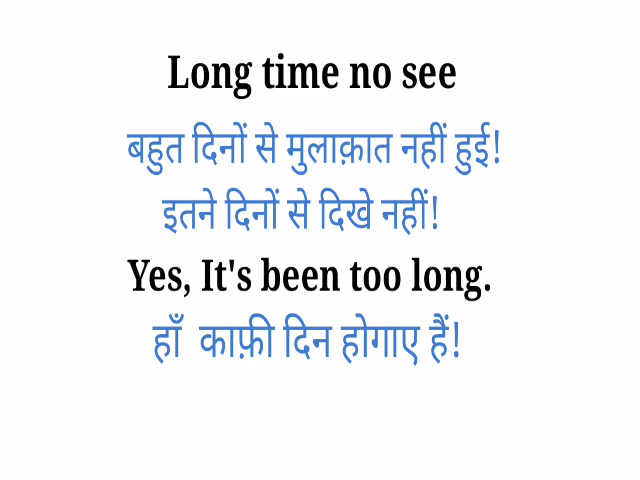 Long time no see
बहुत दिनों से मुलाक़ात नहीं हुई!
इतने दिनों से दिखे नहीं!
Yes, It's been too long.
हाँ काफ़ी दिन होगाए हैं!